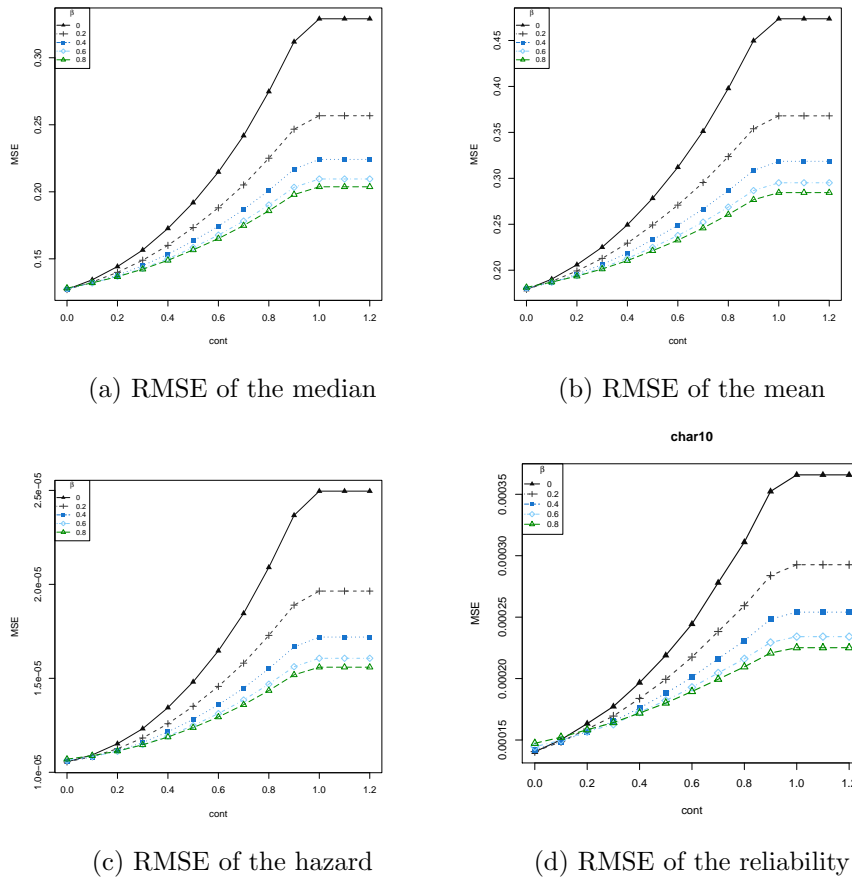 β
0
0.2
0.4
0.6
0.8
MSE
0.30
0.25
0.20
0.15
0.0 0.2 0.4 0.6 0.8 1.0 1.2
cont
(a) RMSE of the median
β
0
0.2
0.4
0.6
0.8
MSE
0.45
0.40
0.35
0.30
0.25
0.20
0.0 0.2 0.4 0.6 0.8 1.0 1.2
cont
(b) RMSE of the mean
β
0
0.2
0.4
0.6
0.8
MSE
2.5e-05
2.0e-05
1.5e-05
1.0e-05
0.0 0.2 0.4 0.6 0.8 1.0 1.2
cont
(c) RMSE of the hazard
char10
β
0
0.2
0.4
0.6
0.8
MSE
0.00035
0.00030
0.00025
0.00020
0.00015
0.0 0.2 0.4 0.6 0.8 1.0 1.2
cont
(d) RMSE of the reliability